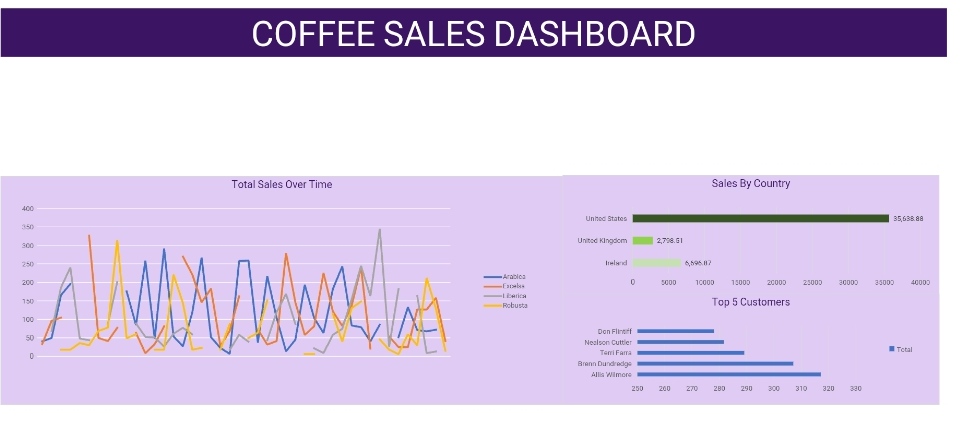 COFFEE SALES DASHBOARD
Total Sales Over Time
400
350
300
250
200
150
100
50
0
Arabica
Excelsa
Liberica
Robusta
Sales By Country
United States
35,638.88
United Kingdom
2,798.51
Ireland
6,696.87
0 5000 10000 15000 20000 25000 30000 35000 40000
Top 5 Customers
Don Flintiff
Nealson Cuttler
Terri Farra
Brenn Dundredge
Allis Wilmore
Total
250 260 270 280 290 300 310 320 330